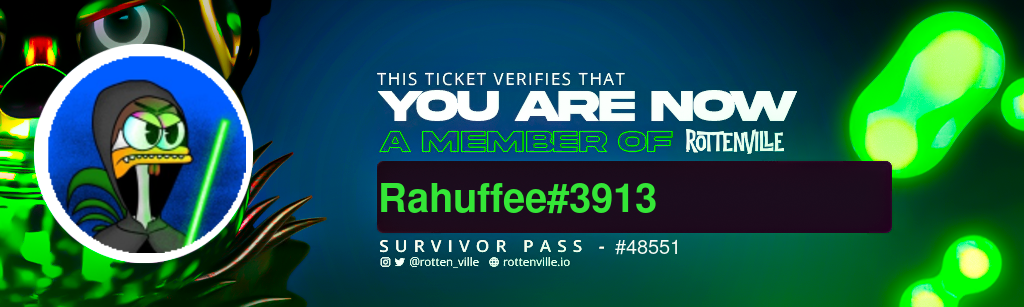 THIS TICKET VERIFIES THAT
YOU ARE NOW
A MEMBER OF ROTTENVILLE
Rahuffee#3913
SURVIVOR PASS - #48551
@rotten_ville rottenville.io